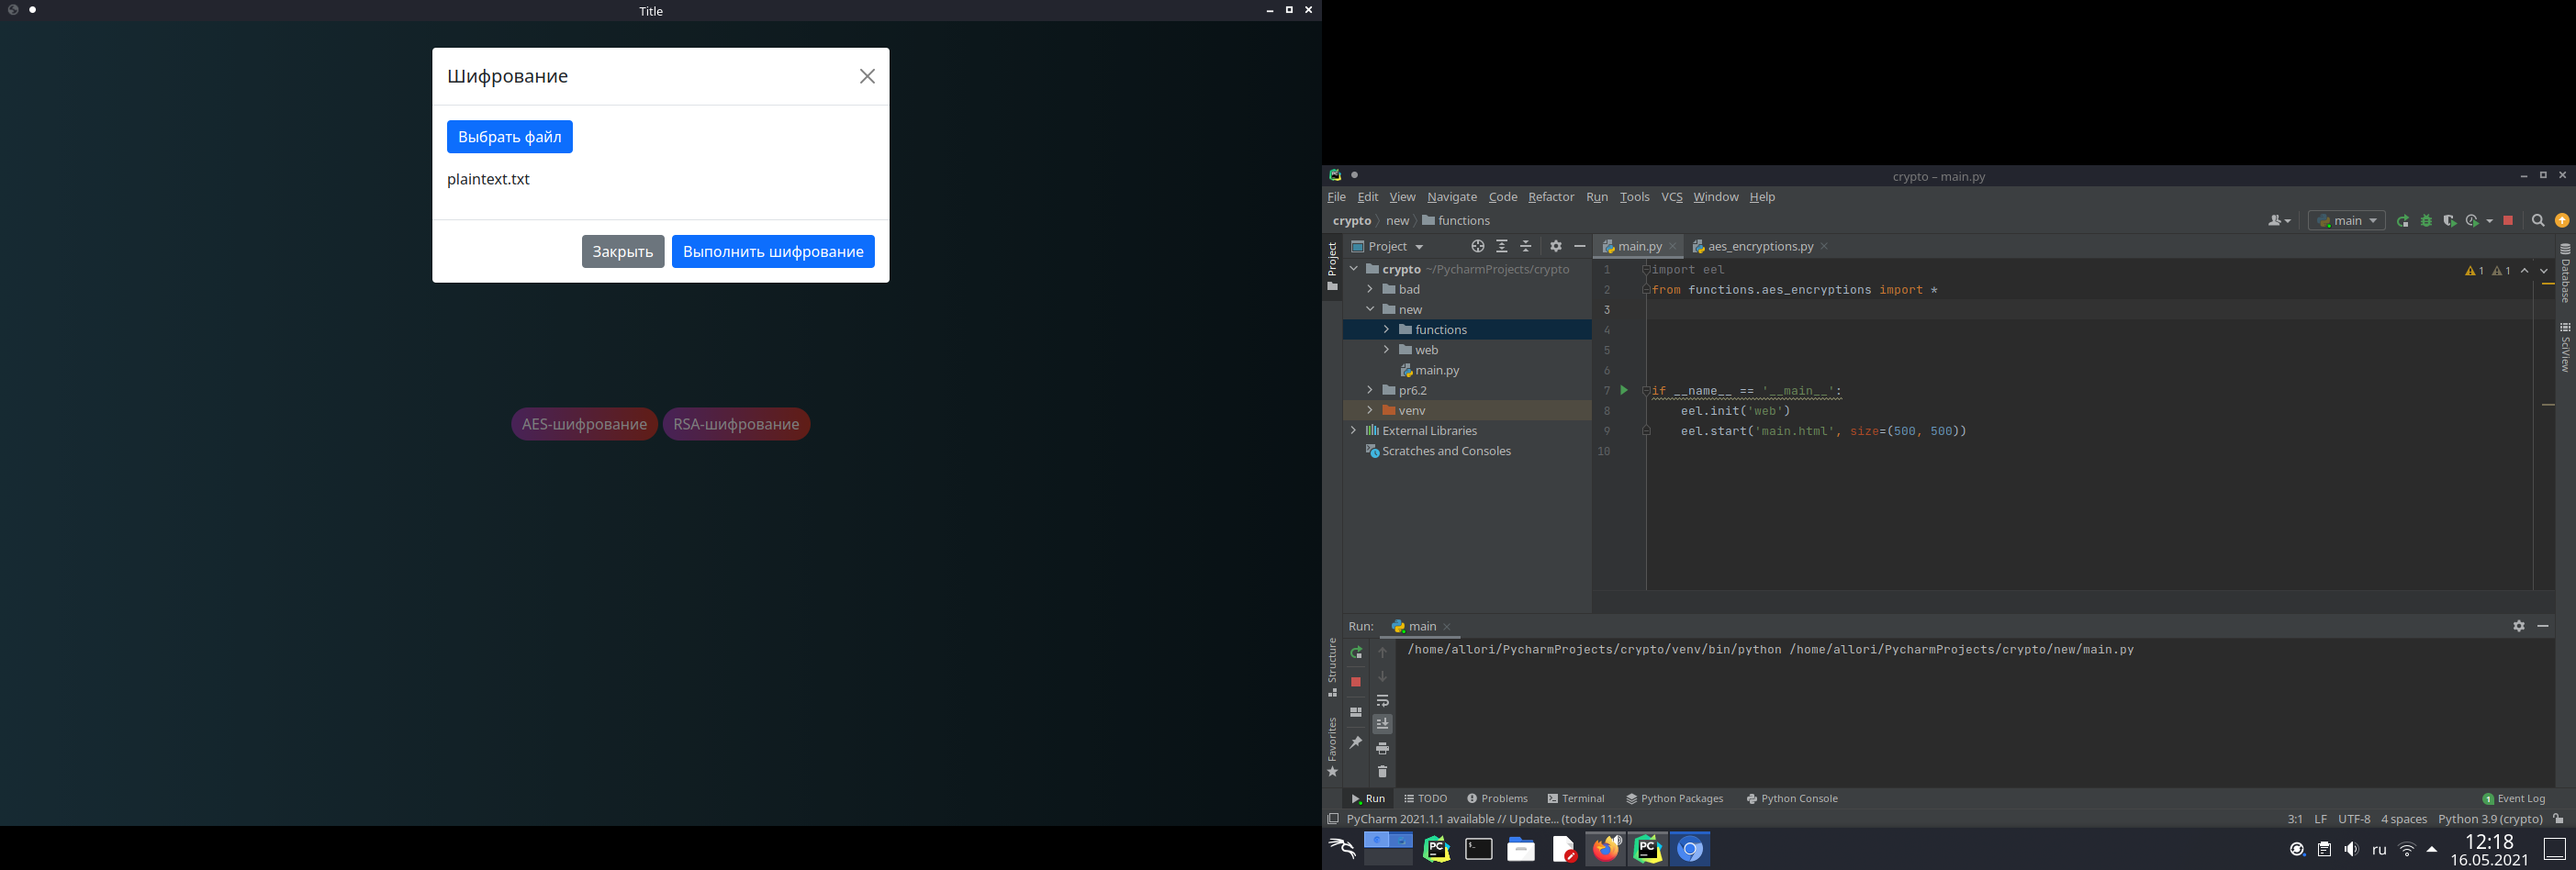 Title
Шифрование
Выбрать файл
plaintext.txt
Закрыть Выполнить шифрование
AES-шифрование RSA-шифрование
crypto – main.py
File Edit View Navigate Code Refactor Run Tools VCS Window Help
crypto new functions
main
Project
Project
main.py
aes_encryptions.py
crypto ~/PycharmProjects/crypto
bad
new
functions
web
main.py
pr6.2
venv
External Libraries
Scratches and Consoles
1 import eel
2 from functions.aes_encryptions import *
3
4
5
6
7 if __name__ == '__main__':
8 eel.init('web')
9 eel.start('main.html', size=(500, 500))
10
1 1
Database
SciView
Run: main
/home/allori/PycharmProjects/crypto/venv/bin/python /home/allori/PycharmProjects/crypto/new/main.py
Structure
Favorites
Run TODO Problems Terminal Python Packages Python Console
1 Event Log
PyCharm 2021.1.1 available // Update... (today 11:14)
3:1 LF UTF-8 4 spaces Python 3.9 (crypto)
PC PC
ru
12:18
16.05.2021